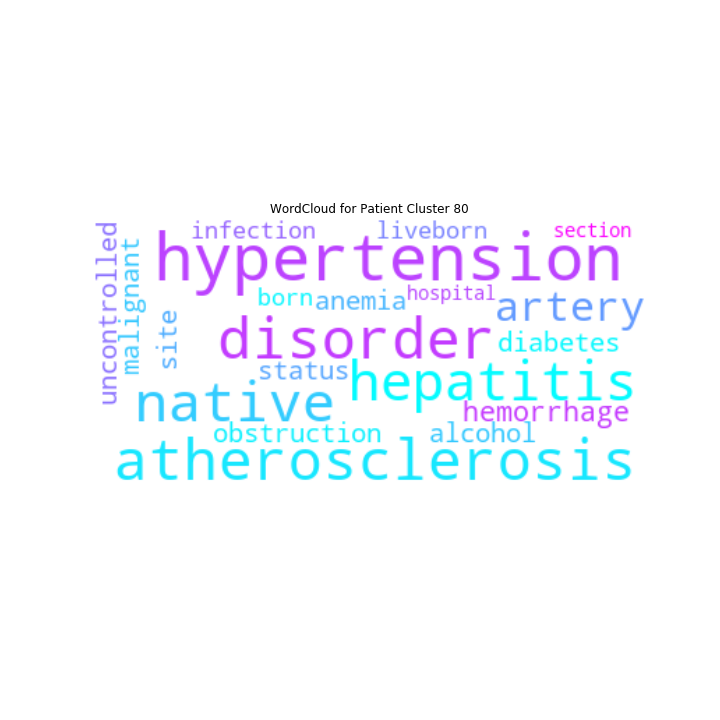 WordCloud for Patient Cluster 80
uncontrolled
malignant
infection
liveborn
section
hypertension
born
anemia
hospital
artery
site
disorder
diabetes
status
hepatitis
native
hemorrhage
obstruction
alcohol
atherosclerosis